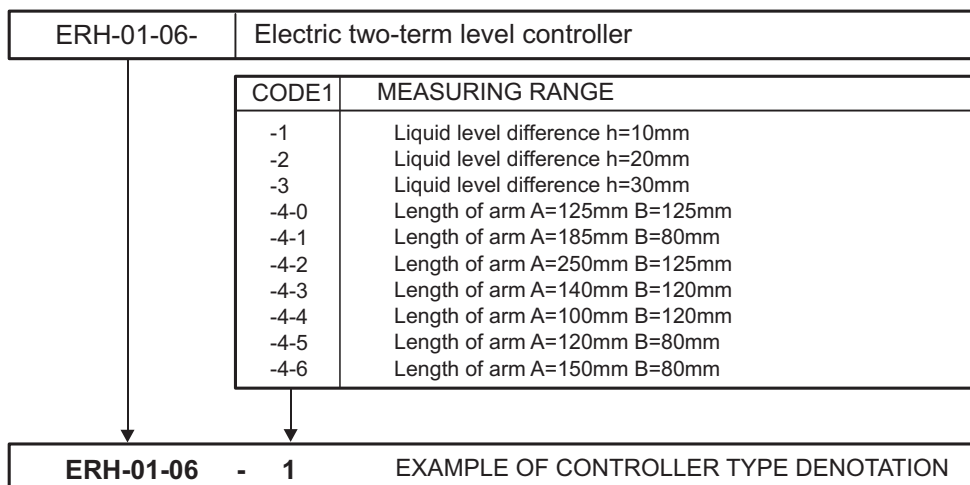 ERH-01-06- Electric two-term level controller
CODE1 MEASURING RANGE
-1 Liquid level difference h=10mm
-2 Liquid level difference h=20mm
-3 Liquid level difference h=30mm
-4-0 Length of arm A=125mm B=125mm
-4-1 Length of arm A=185mm B=80mm
-4-2 Length of arm A=250mm B=125mm
-4-3 Length of arm A=140mm B=120mm
-4-4 Length of arm A=100mm B=120mm
-4-5 Length of arm A=120mm B=80mm
-4-6 Length of arm A=150mm B=80mm
ERH-01-06 - 1 EXAMPLE OF CONTROLLER TYPE DENOTATION